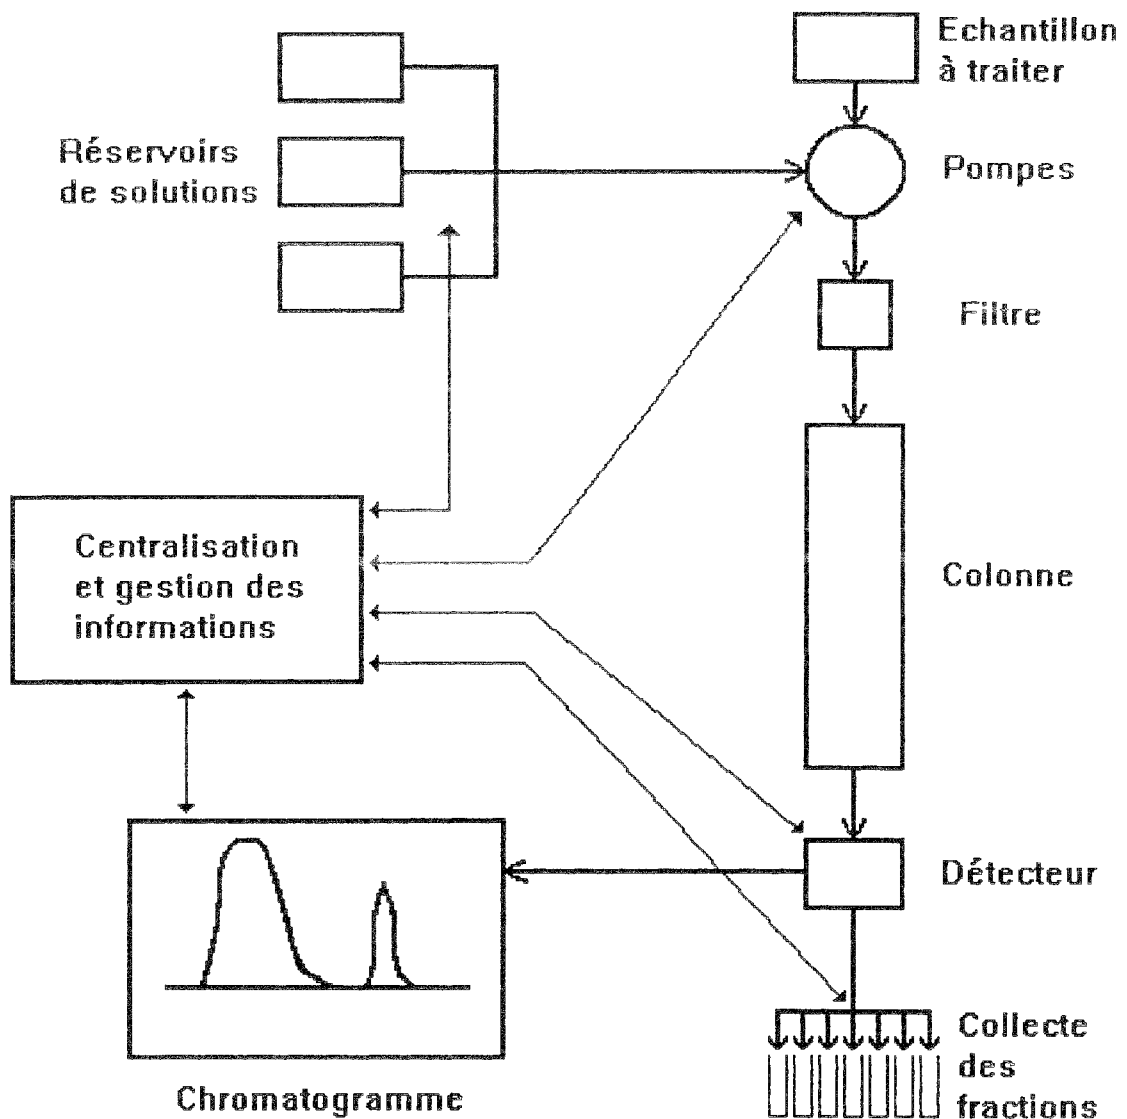 Echantillon
à traiter
Réservoirs
de solutions
Pompes
Filtre
Centralisation
et gestion des
informations
Colonne
Détecteur
Collecte
des
fractions
Chromatogramme